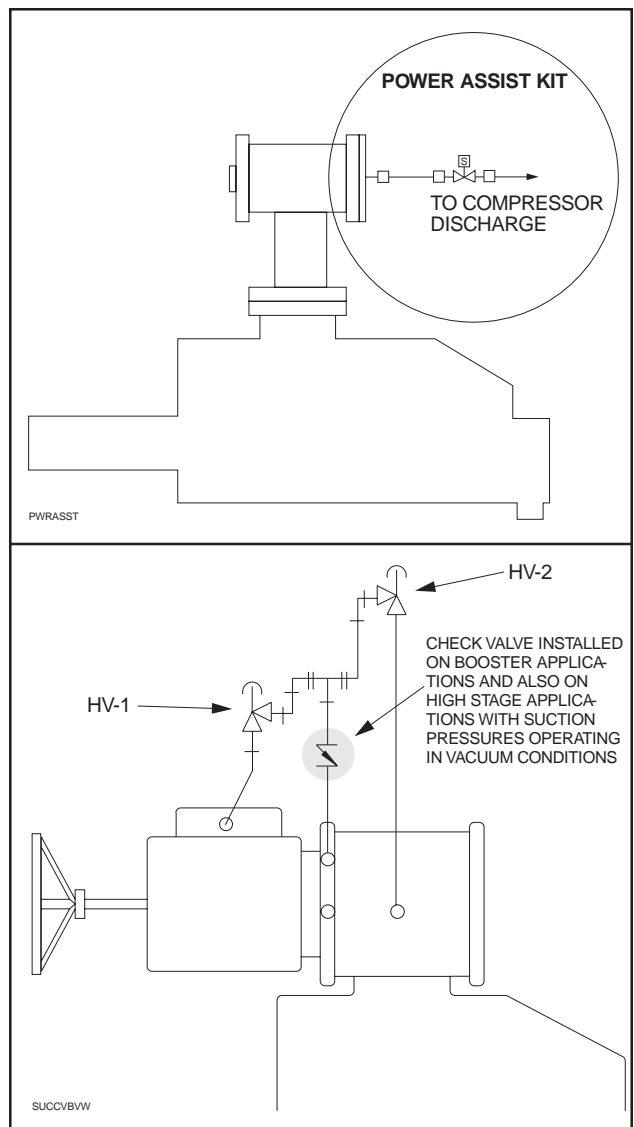 POWER ASSIST KIT
S
TO COMPRESSOR
DISCHARGE
PWRASST
HV-2
CHECK VALVE INSTALLED
ON BOOSTER APPLICA-
TIONS AND ALSO ON
HIGH STAGE APPLICA-
TIONS WITH SUCTION
PRESSURES OPERATING
IN VACUUM CONDITIONS
HV-1
SUCCVBVW